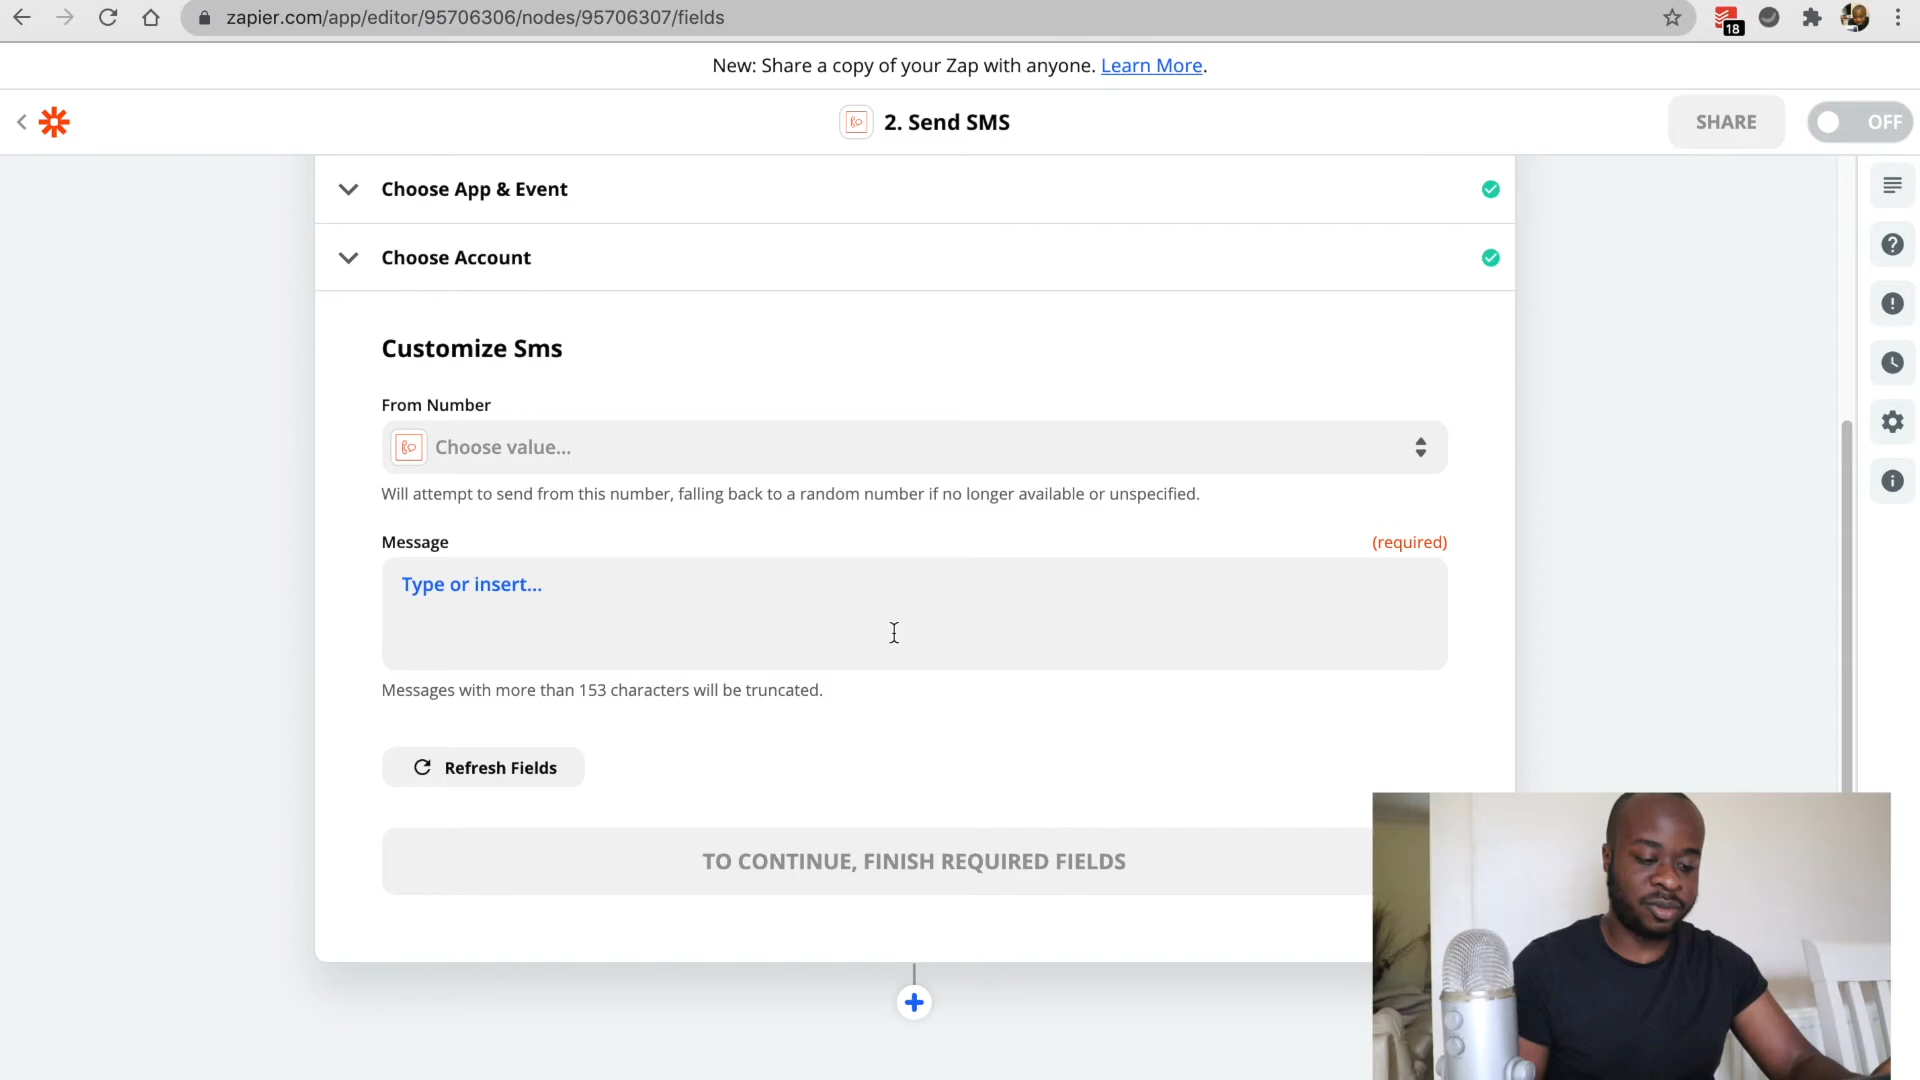 zapier.com/app/editor/95706306/nodes/95706307/fields
18
New: Share a copy of your Zap with anyone. Learn More.
2. Send SMS
SHARE
OFF
Choose App & Event
Choose Account
Customize Sms
From Number
Choose value...
Will attempt to send from this number, falling back to a random number if no longer available or unspecified.
Message
(required)
Type or insert...
Messages with more than 153 characters will be truncated.
Refresh Fields
TO CONTINUE, FINISH REQUIRED FIELDS